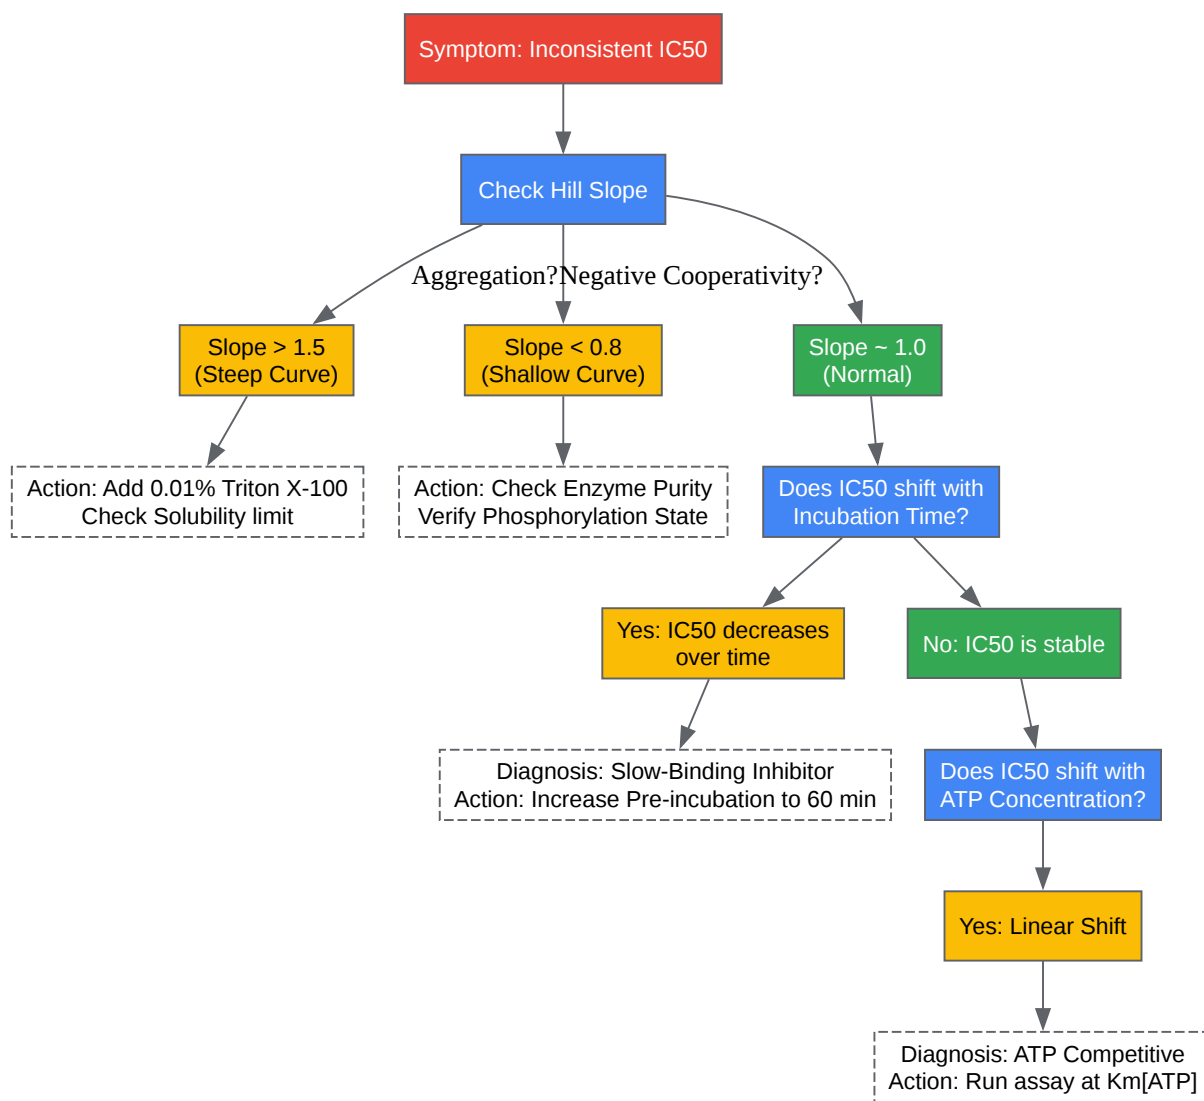 Symptom: Inconsistent IC50
Check Hill Slope
Aggregation?
Negative Cooperativity?
Slope > 1.5
(Steep Curve)
Slope < 0.8
(Shallow Curve)
Slope ~ 1.0
(Normal)
Action: Add 0.01% Triton X-100
Check Solubility limit
Action: Check Enzyme Purity
Verify Phosphorylation State
Does IC50 shift with
Incubation Time?
Yes: IC50 decreases
over time
No: IC50 is stable
Diagnosis: Slow-Binding Inhibitor
Action: Increase Pre-incubation to 60 min
Does IC50 shift with
ATP Concentration?
Yes: Linear Shift
Diagnosis: ATP Competitive
Action: Run assay at Km[ATP]